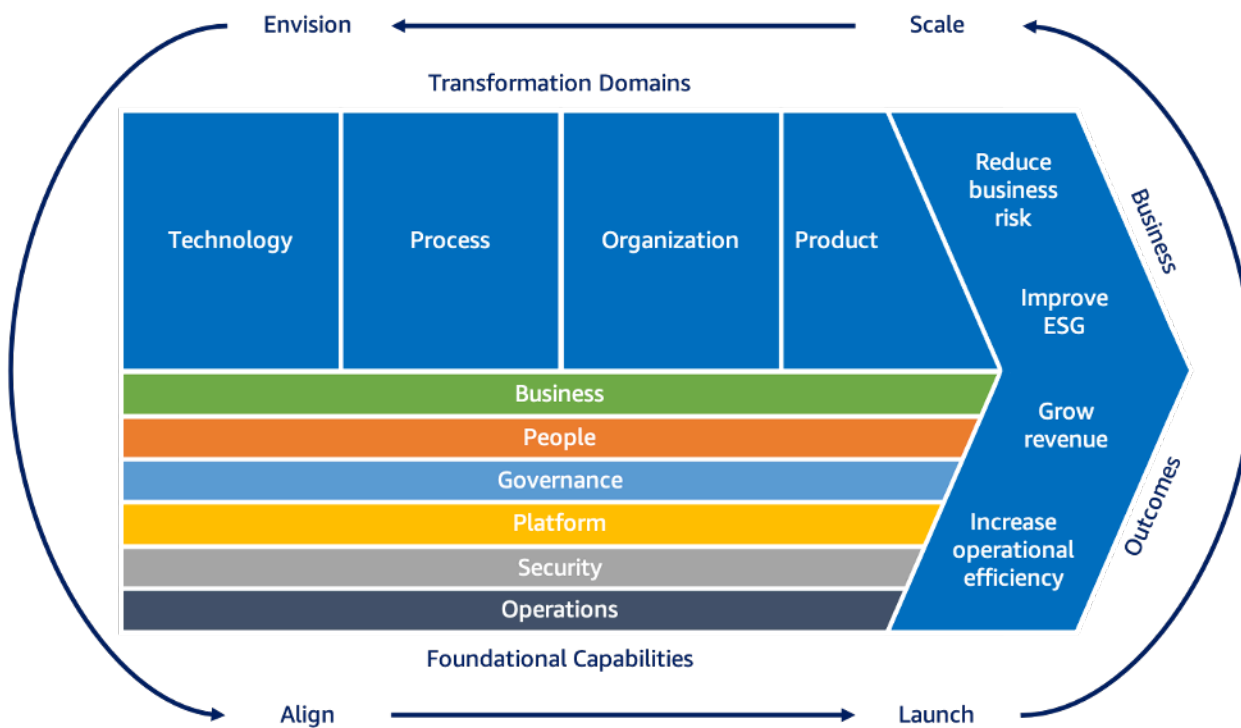 Envision
Scale
Transformation Domains
Technology
Process
Organization
Product
Reduce
business
risk
Improve
ESG
Grow
revenue
Increase
operational
efficiency
Business
Outcomes
Business
People
Governance
Platform
Security
Operations
Foundational Capabilities
Align
Launch